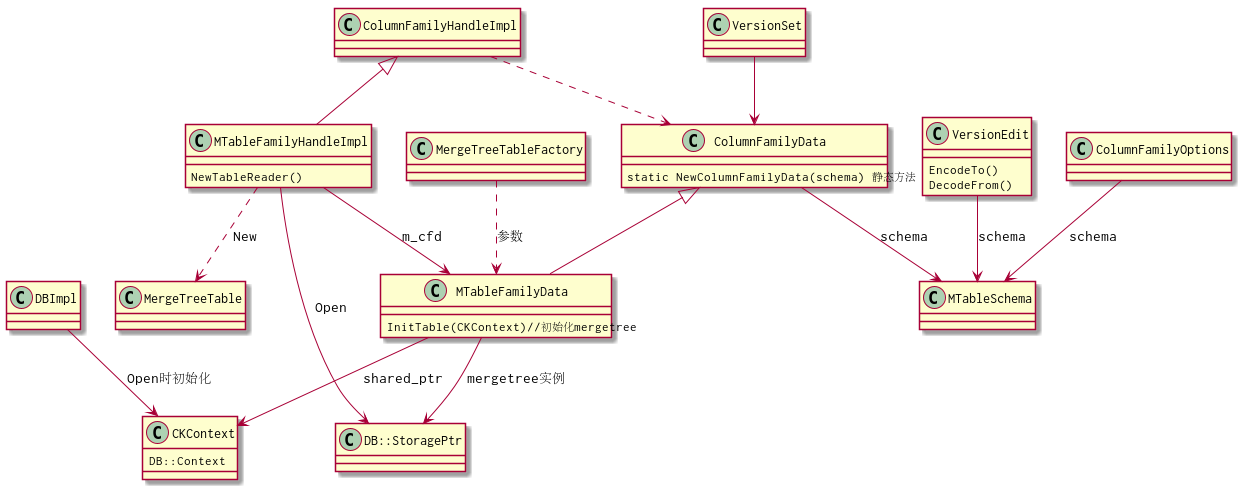 C ColumnFamilyHandleImpl
C VersionSet
C MTableFamilyHandleImpl
NewTableReader()
C MergeTreeTableFactory
C ColumnFamilyData
static NewColumnFamilyData(schema) 静态方法
C VersionEdit
EncodeTo()
DecodeFrom()
C ColumnFamilyOptions
New
m_cfd
参数
schema
schema
schema
C DBImpl
C MergeTreeTable
Open
C MTableFamilyData
InitTable(CKContext)//初始化mergetree
C MTableSchema
Open时初始化
shared_ptr
mergetree实例
C CKContext
DB::Context
C DB::StoragePtr